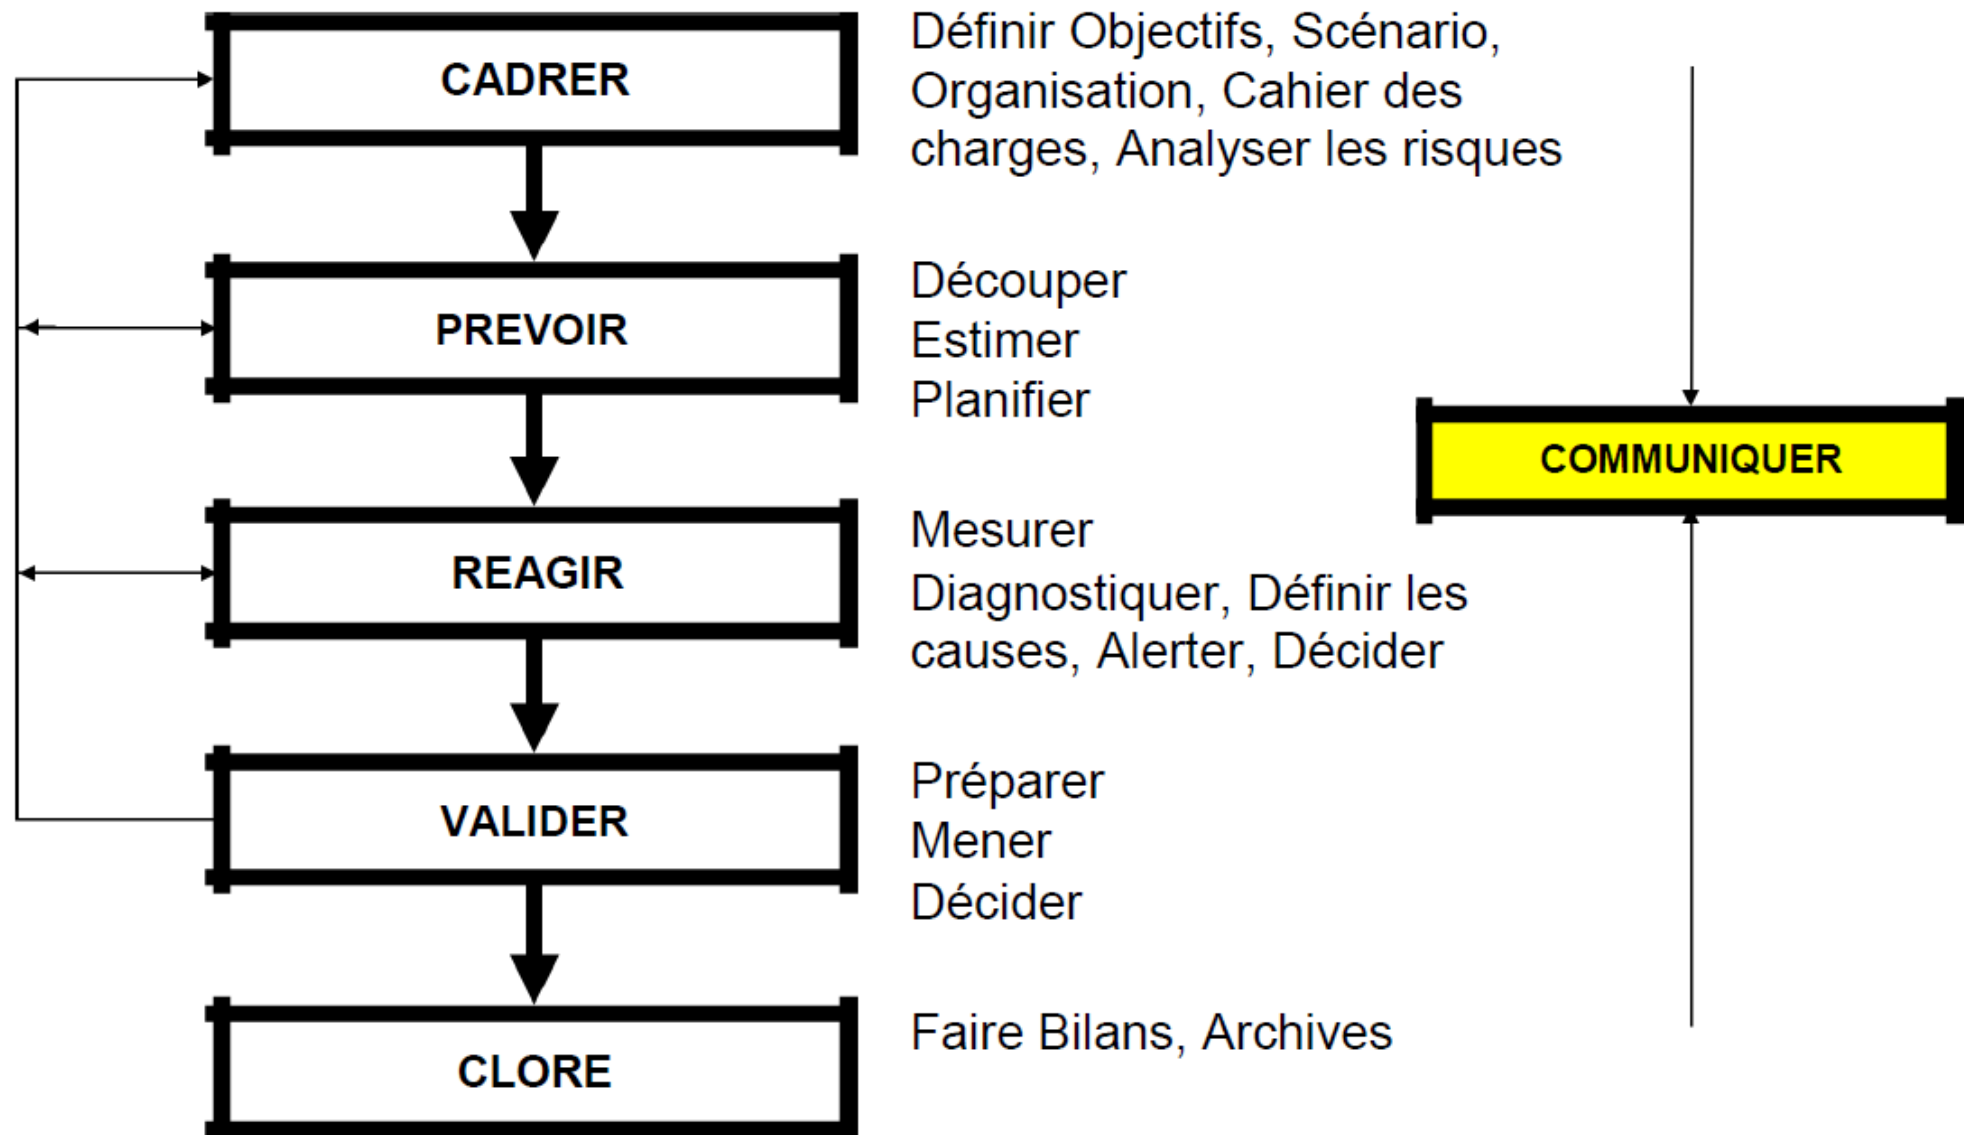 CADRER
Définir Objectifs, Scénario,
Organisation, Cahier des
charges, Analyser les risques
PREVOIR
Découper
Estimer
Planifier
COMMUNIQUER
REAGIR
Mesurer
Diagnostiquer, Définir les
causes, Alerter, Décider
VALIDER
Préparer
Mener
Décider
CLORE
Faire Bilans, Archives